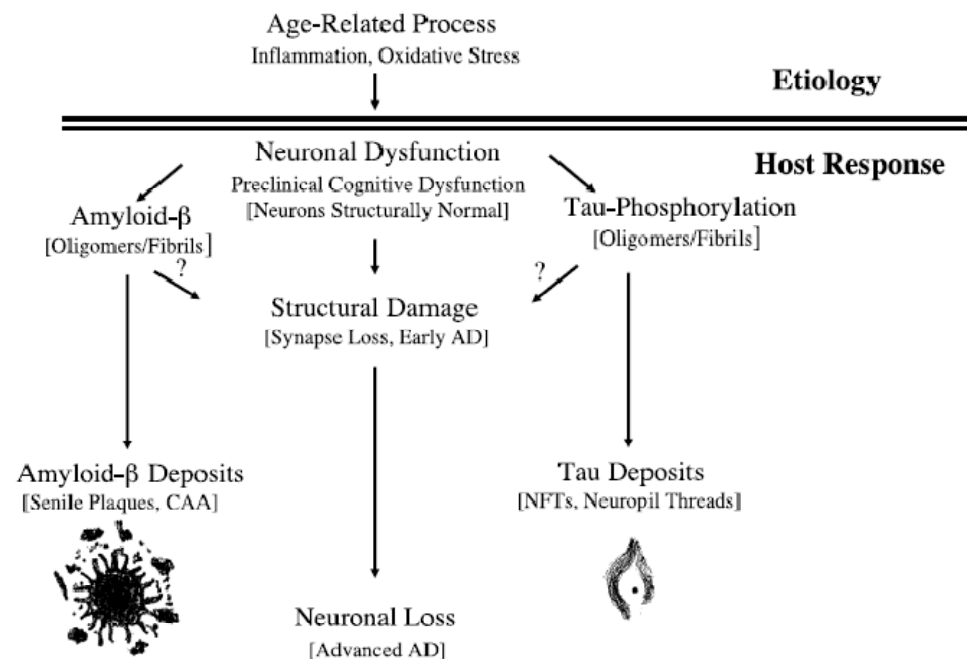 Age-Related Process
Inflammation, Oxidative Stress
Etiology
Neuronal Dysfunction
Host Response
Preclinical Cognitive Dysfunction
[Neurons Structurally Normal]
Amyloid-β
[Oligomers/Fibrils]
Tau-Phosphorylation
[Oligomers/Fibrils]
?
?
Structural Damage
[Synapse Loss, Early AD]
Amyloid-β Deposits
[Senile Plaques, CAA]
Tau Deposits
[NFTs, Neuropil Threads]
Neuronal Loss
[Advanced AD]